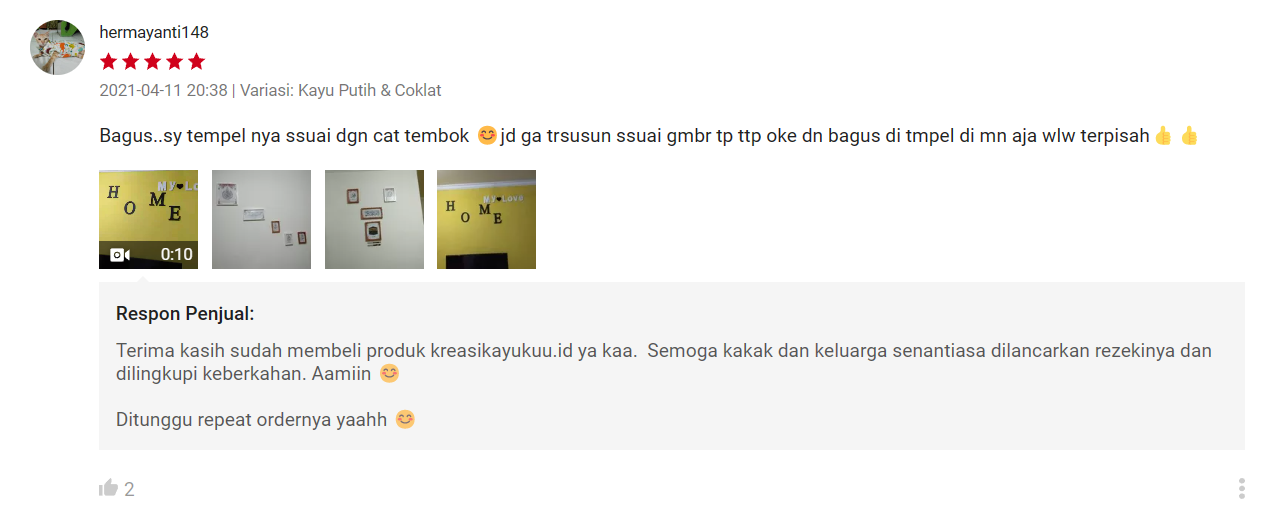 hermayanti148
2021-04-11 20:38 | Variasi: Kayu Putih & Coklat
Bagus..sy tempel nya ssuai dgn cat tembok 😊jd ga trsusun ssuai gmbr tp ttp oke dn bagus di tmpel di mn aja wlw terpisah👍 👍
HOME
My♥Lo
0:10
HOME
My♥Love
Respon Penjual:
Terima kasih sudah membeli produk kreasikayukuu.id ya kaa.  Semoga kakak dan keluarga senantiasa dilancarkan rezekinya dan
dilingkupi keberkahan. Aamiin 😊
Ditunggu repeat ordernya yaahh 😊
2